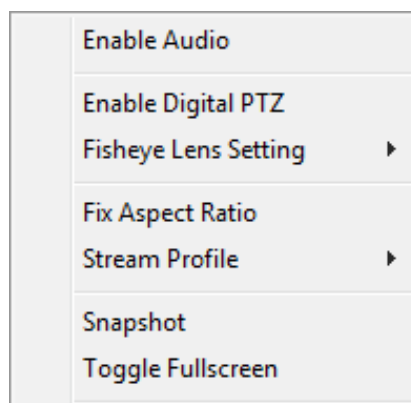 Enable Audio
Enable Digital PTZ
Fisheye Lens Setting
Fix Aspect Ratio
Stream Profile
Snapshot
Toggle Fullscreen